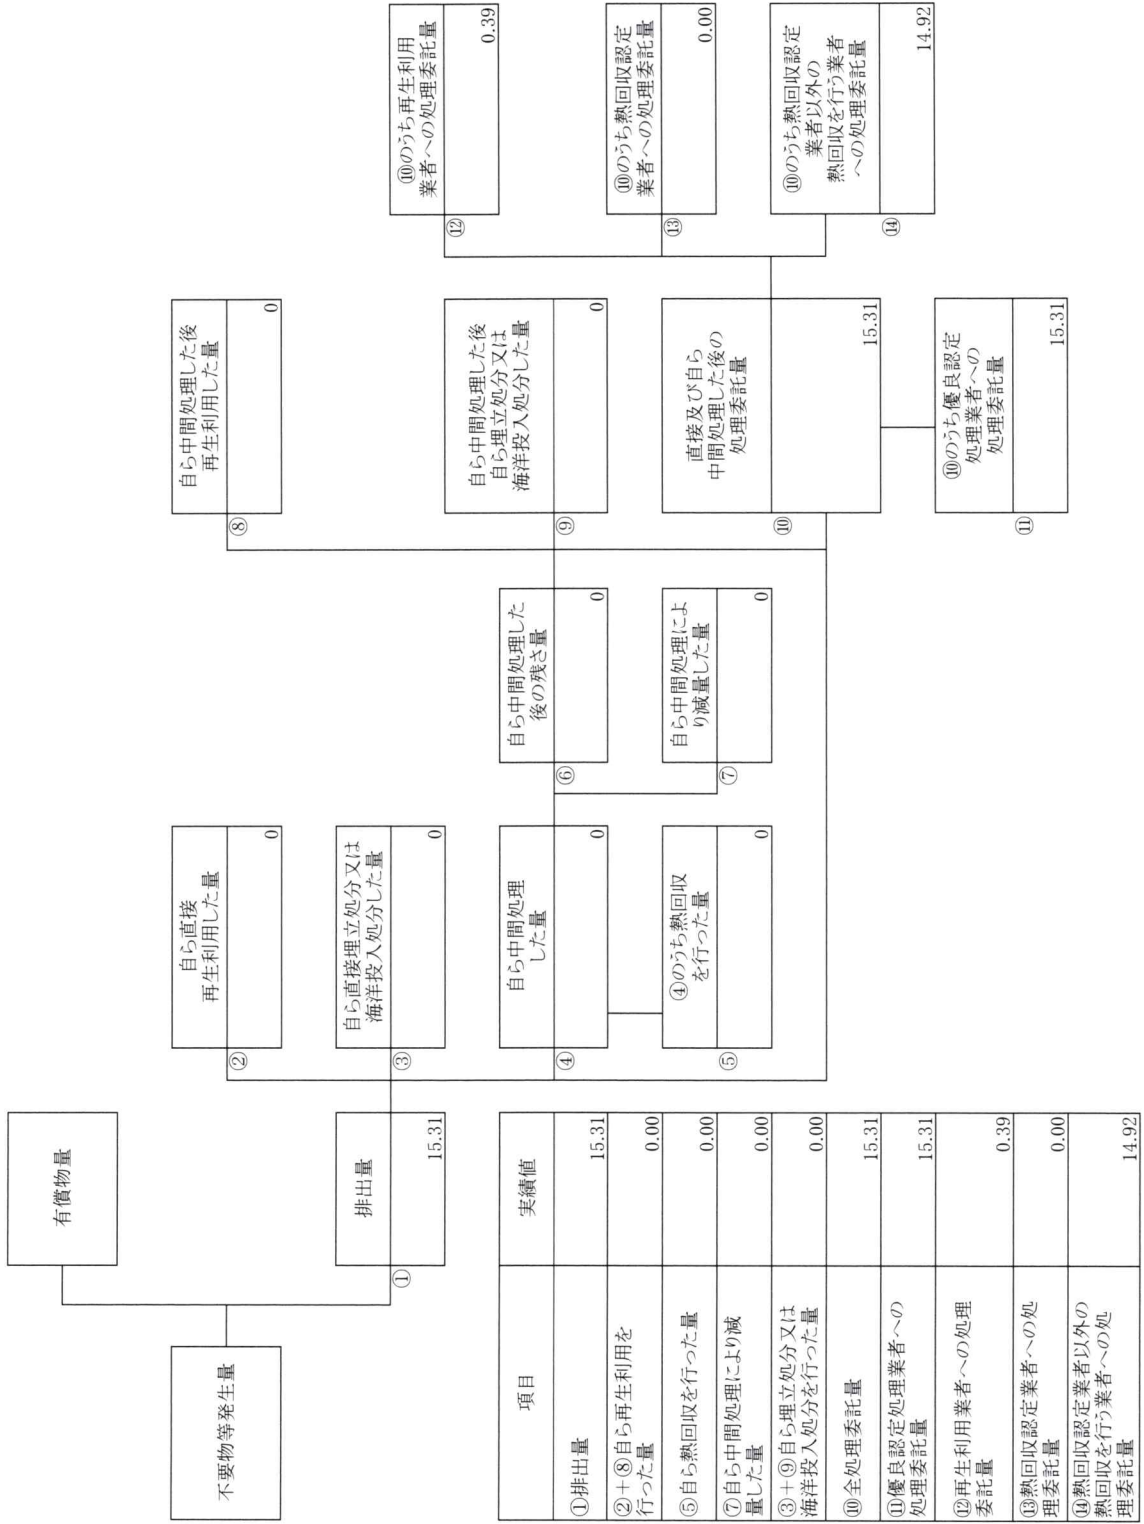 不要物等発生量
有償物量
①
排出量
15.31
②
自ら直接
再生利用した量
0
③
自ら直接埋立処分又は
海洋投入処分した量
0
④
自ら中間処理
した量
0
⑤
④のうち熱回収
を行った量
0
⑥
自ら中間処理した
後の残さ量
0
⑦
自ら中間処理によ
り減量した量
0
⑧
自ら中間処理した後
再生利用した量
0
⑨
自ら中間処理した後
自ら埋立処分又は
海洋投入処分した量
0
⑩
直接及び自ら
中間処理した後の
処理委託量
15.31
⑪
⑩のうち優良認定
処理業者への
処理委託量
15.31
⑫
⑩のうち再生利用
業者への処理委託量
0.39
⑬
⑩のうち熱回収認定
業者への処理委託量
0.00
⑭
⑩のうち熱回収認定
業者以外の
熱回収を行う業者
への処理委託量
14.92
項目
実績値
①排出量
15.31
②+⑧自ら再生利用を
行った量
0.00
⑤自ら熱回収を行った量
0.00
⑦自ら中間処理により減
量した量
0.00
③+⑨自ら埋立処分又は
海洋投入処分を行った量
0.00
⑩全処理委託量
15.31
⑪優良認定処理業者への
処理委託量
15.31
⑫再生利用業者への処理
委託量
0.39
⑬熱回収認定業者への処
理委託量
0.00
⑭熱回収認定業者以外の
熱回収を行う業者への処
理委託量
14.92